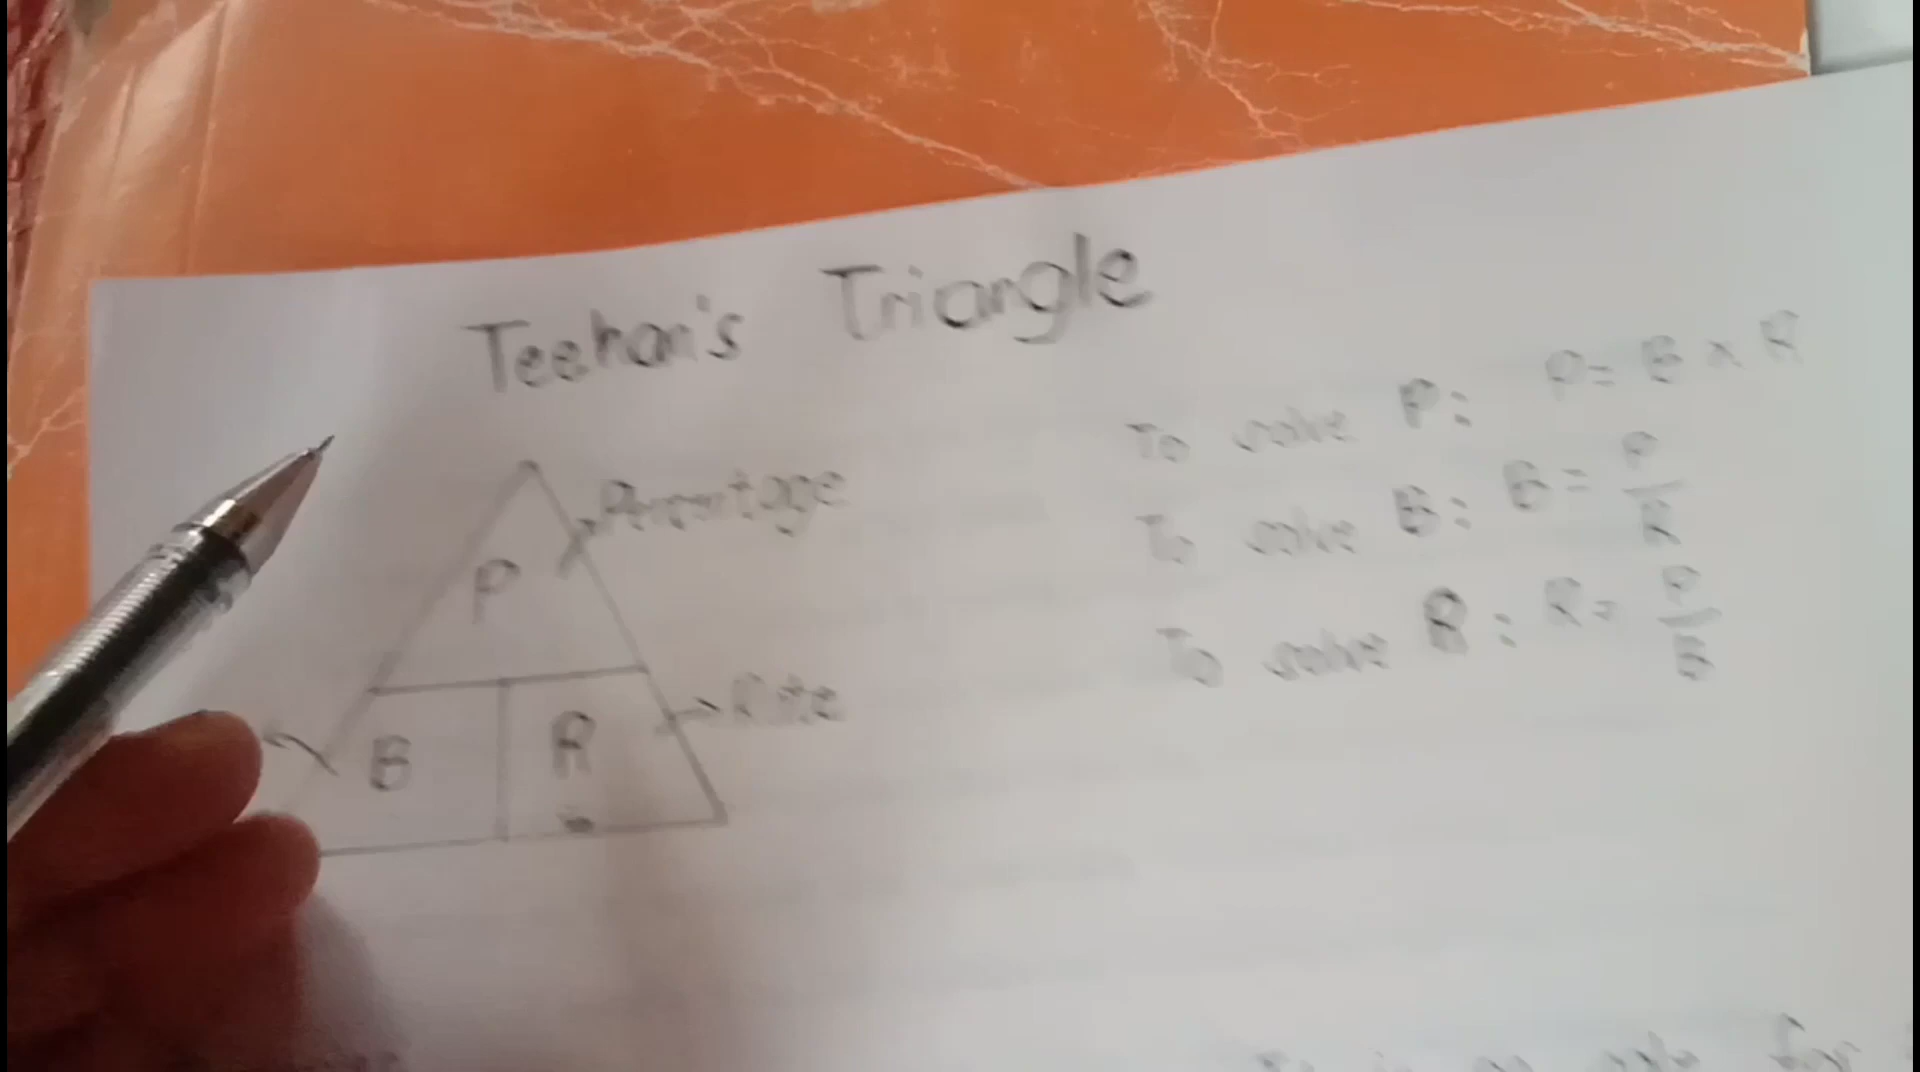 Teehan's Triangle
Percentage
P
B
R
Rate
To solve P: P = B x R
To solve B: B = P/R
To solve R: R = P/B